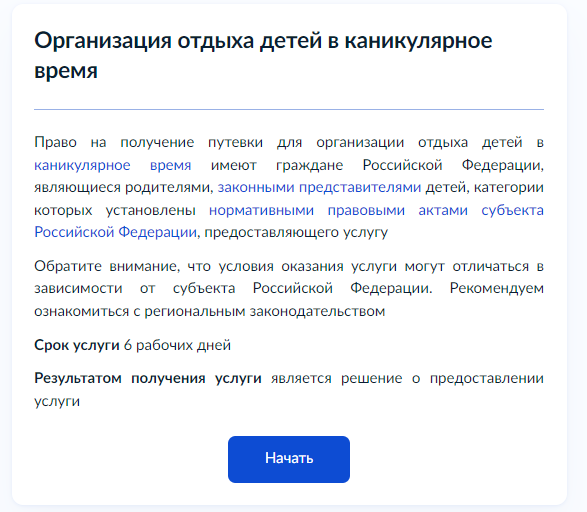 Организация отдыха детей в каникулярное
время
Право на получение путевки для организации отдыха детей в
каникулярное время имеют граждане Российской Федерации,
являющиеся родителями, законными представителями детей, категории
которых установлены нормативными правовыми актами субъекта
Российской Федерации, предоставляющего услугу
Обратите внимание, что условия оказания услуги могут отличаться в
зависимости от субъекта Российской Федерации. Рекомендуем
ознакомиться с региональным законодательством
Срок услуги 6 рабочих дней
Результатом получения услуги является решение о предоставлении
услуги
Начать